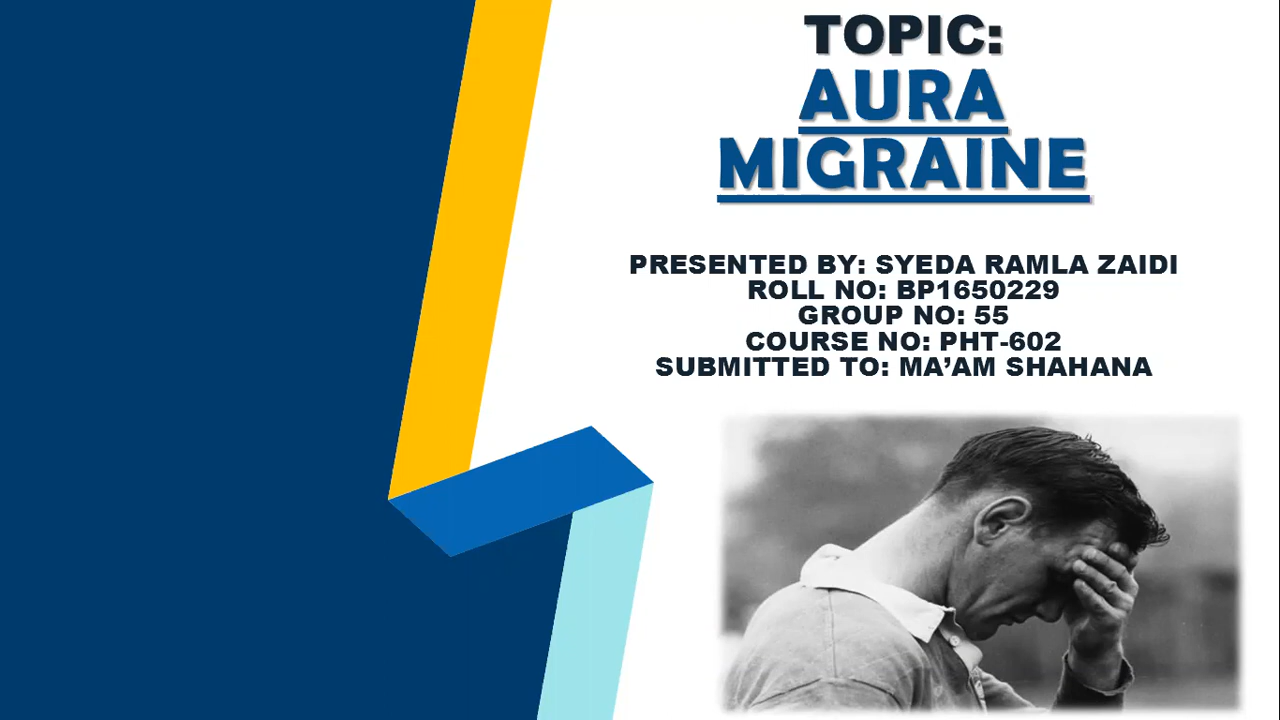 TOPIC:
AURA
MIGRAINE
PRESENTED BY: SYEDA RAMLA ZAIDI
ROLL NO: BP1650229
GROUP NO: 55
COURSE NO: PHT-602
SUBMITTED TO: MA’AM SHAHANA